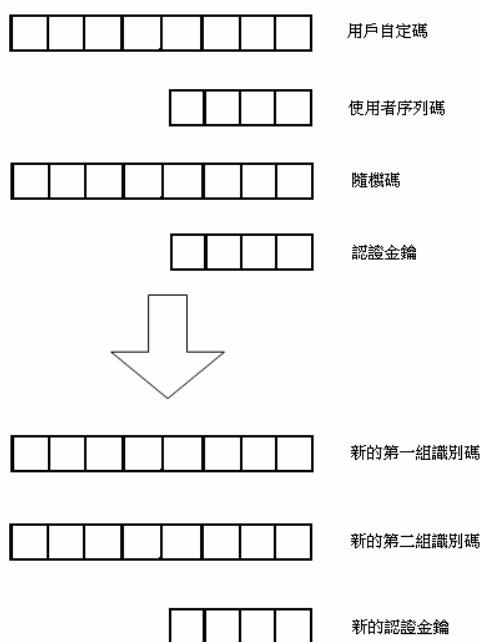 用戶自定碼
使用者序列碼
隨機碼
認證金鑰
新的第一組識別碼
新的第二組識別碼
新的認證金鑰